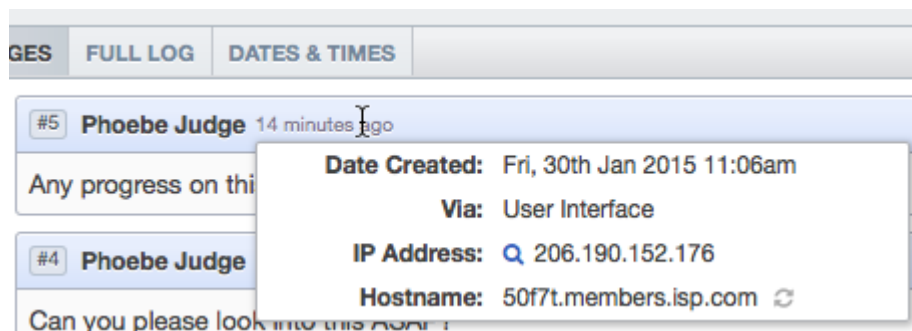 GES FULL LOG DATES & TIMES
#5 Phoebe Judge 14 minutes ago
Date Created: Fri, 30th Jan 2015 11:06am
Any progress on thi
Via: User Interface
#4 Phoebe Judge
IP Address: 206.190.152.176
Hostname: 50f7t.members.isp.com
Can you please look into this ASAP?